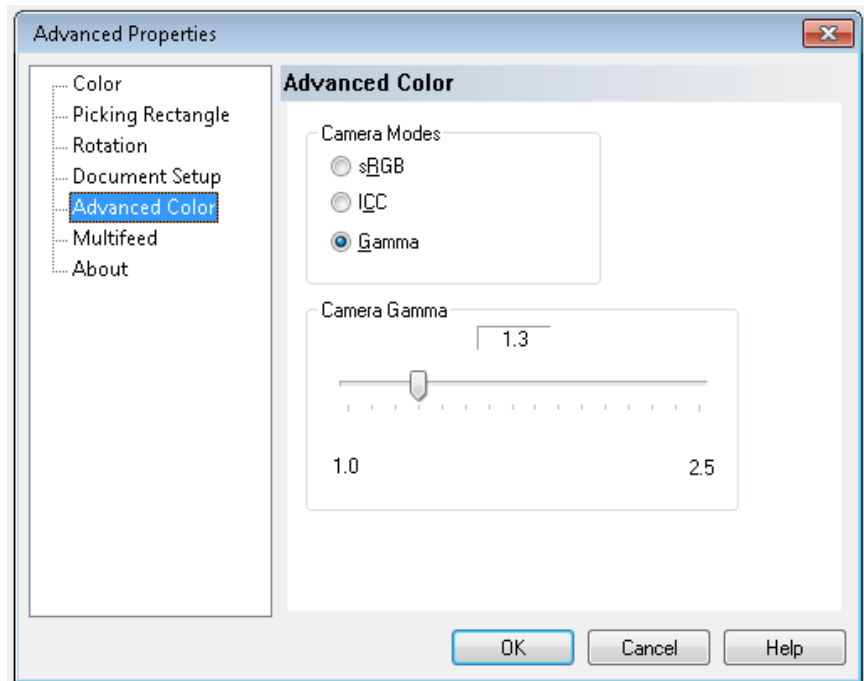 Advanced Properties
Color
Picking Rectangle
Rotation
Document Setup
Advanced Color
Multifeed
About
Advanced Color
Camera Modes
sRGB
ICC
Gamma
Camera Gamma
1.3
1.0 2.5
OK Cancel Help